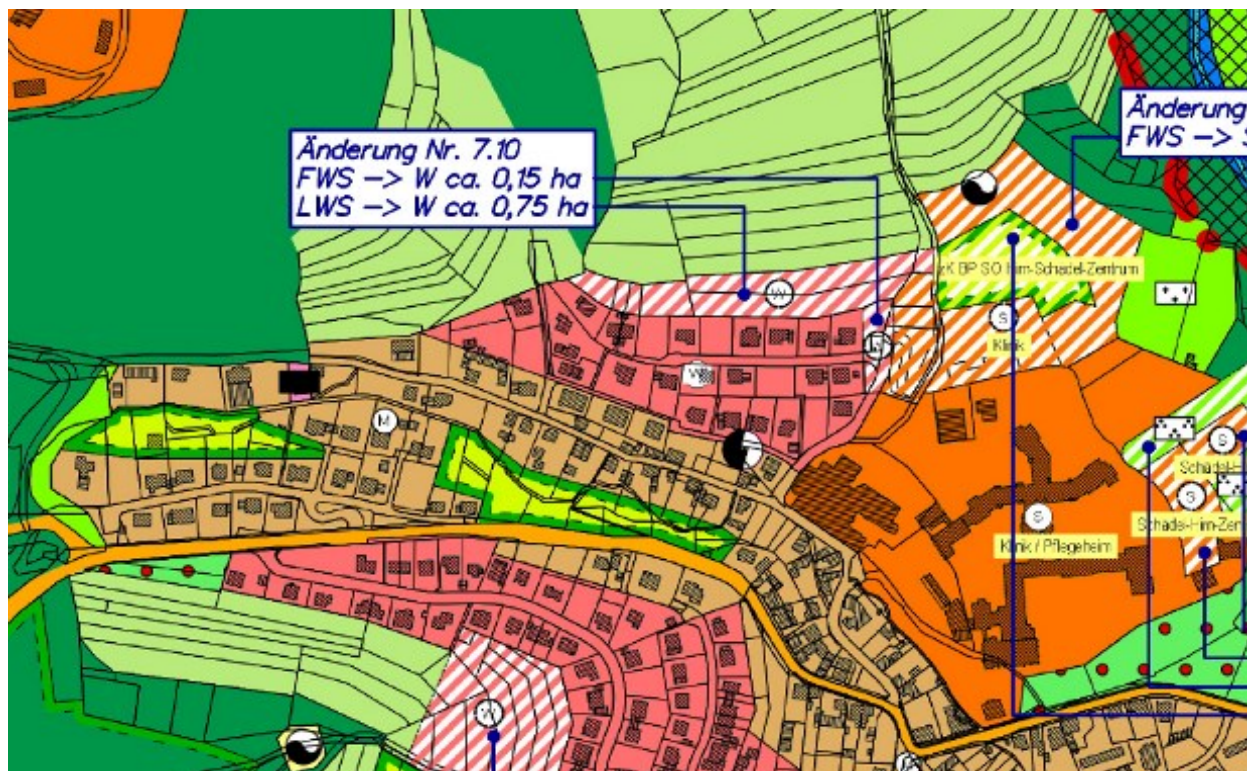 Änderung Nr. 7.10
FWS –> W ca. 0,15 ha
LWS –> W ca. 0,75 ha
Änderung
FWS –> S
W
S
Klinik
W
M
S
Klinik / Pflegeheim
S
S
W